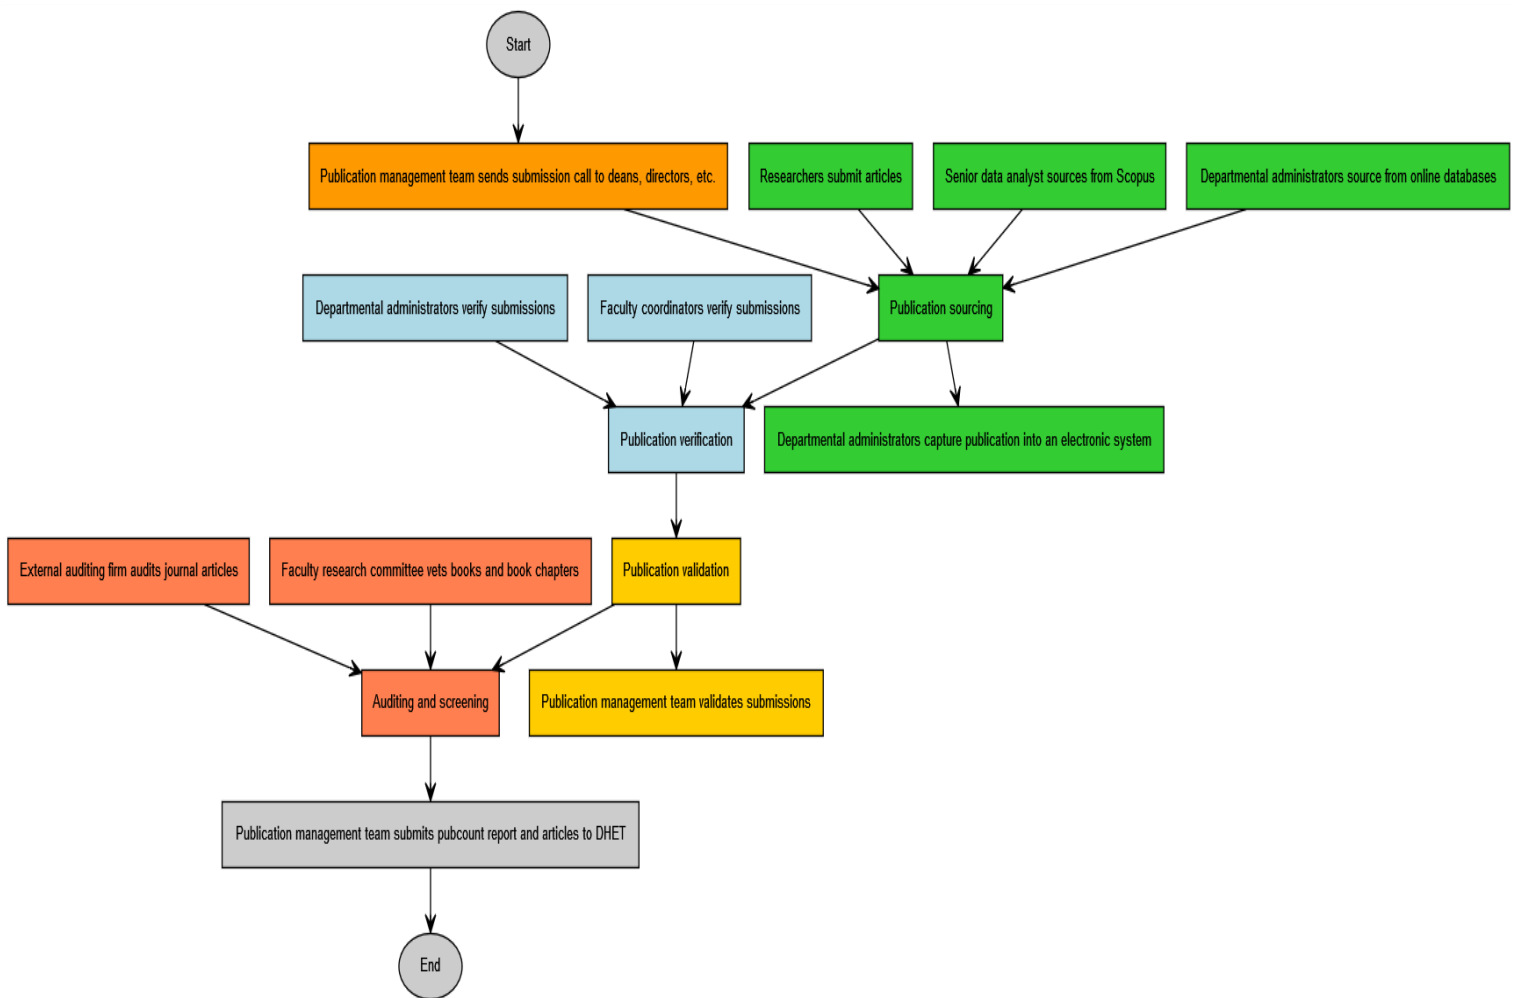 Start
Publication management team sends submission call to deans, directors, etc.
Researchers submit articles
Senior data analyst sources from Scopus
Departmental administrators source from online databases
Departmental administrators verify submissions
Faculty coordinators verify submissions
Publication sourcing
Publication verification
Departmental administrators capture publication into an electronic system
External auditing firm audits journal articles
Faculty research committee vets books and book chapters
Publication validation
Auditing and screening
Publication management team validates submissions
Publication management team submits pubcount report and articles to DHET
End